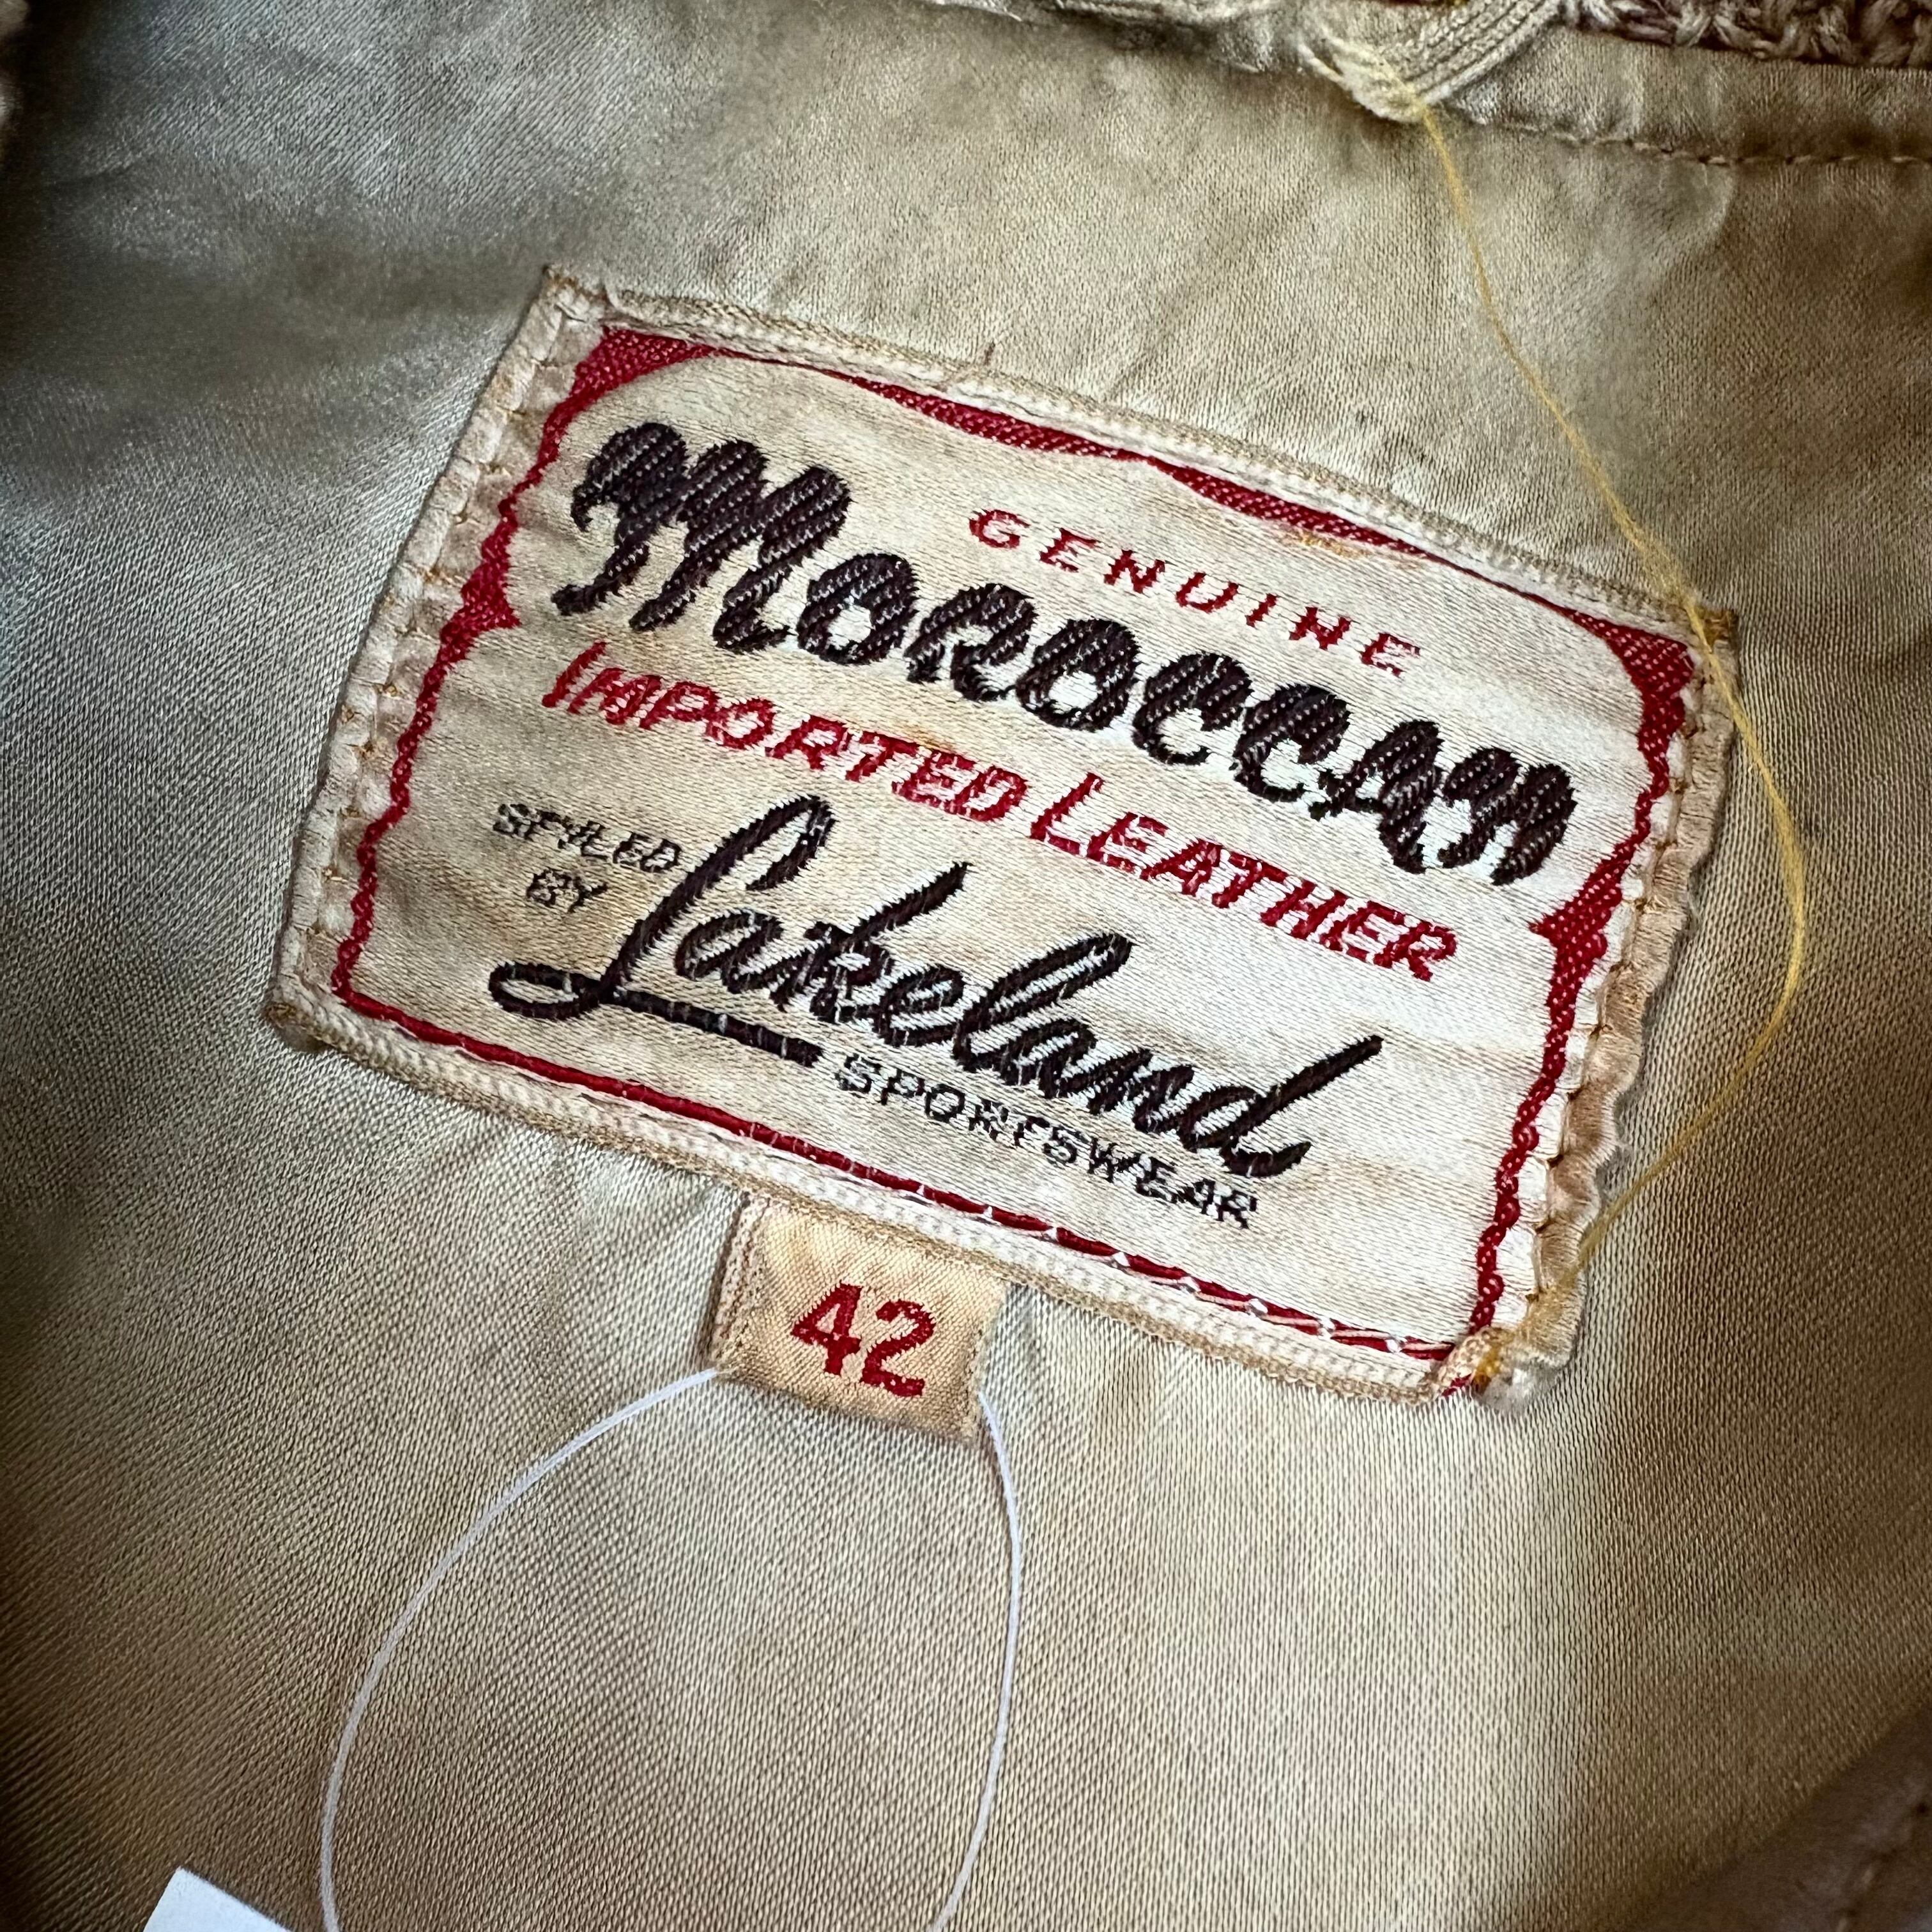 GENUINE
MOROCCAN
IMPORTED LEATHER
STYLED
BY
Lakeland
SPORTSWEAR
42